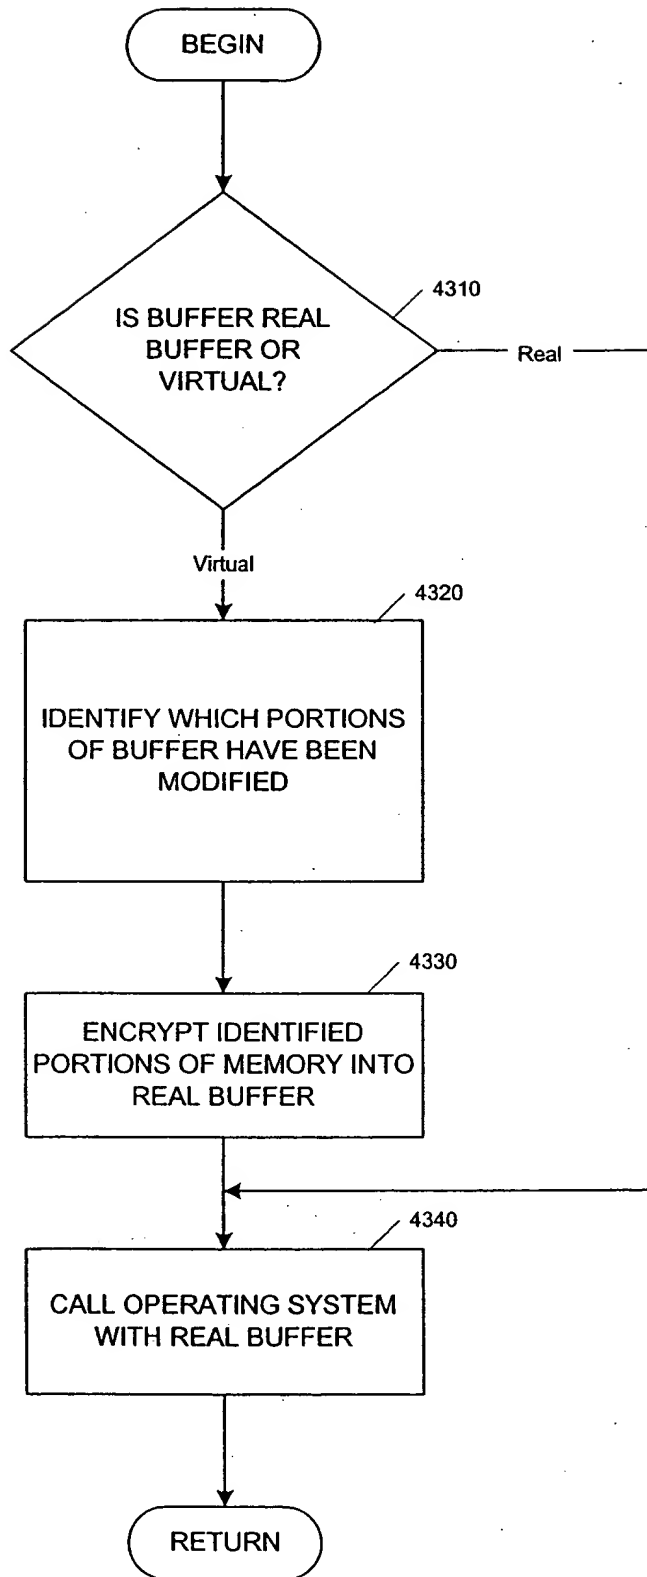 BEGIN
4310
IS BUFFER REAL
BUFFER OR
VIRTUAL?
Real
Virtual
4320
IDENTIFY WHICH PORTIONS
OF BUFFER HAVE BEEN
MODIFIED
4330
ENCRYPT IDENTIFIED
PORTIONS OF MEMORY INTO
REAL BUFFER
4340
CALL OPERATING SYSTEM
WITH REAL BUFFER
RETURN